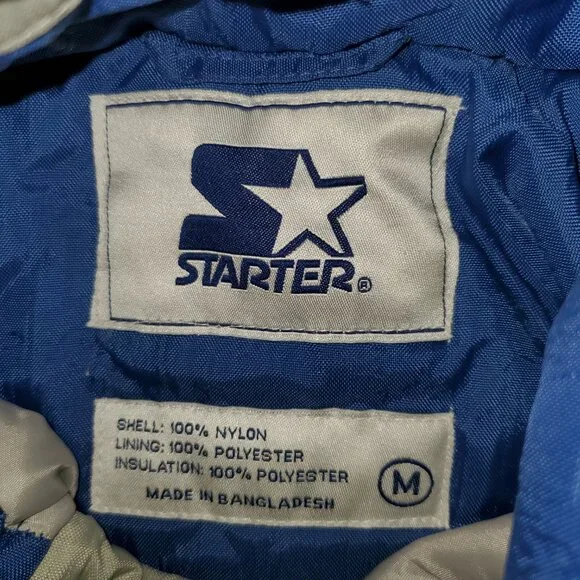 STARTER®
SHELL: 100% NYLON
LINING: 100% POLYESTER
INSULATION: 100% POLYESTER
MADE IN BANGLADESH
M